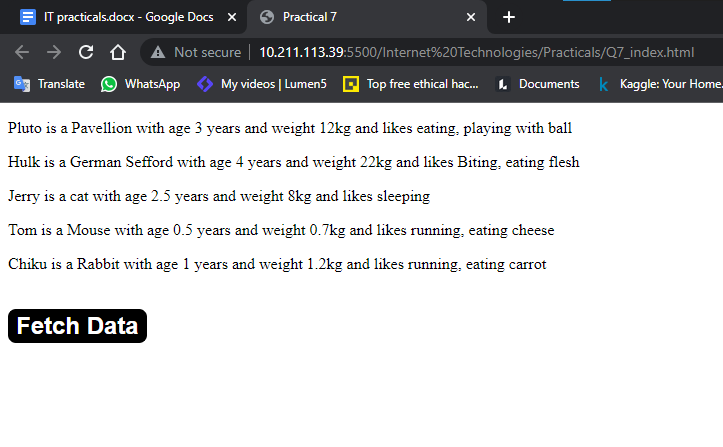 IT practicals.docx - Google Docs
Practical 7
Not secure 10.211.113.39:5500/Internet%20Technologies/Practicals/Q7_index.html
Translate WhatsApp My videos | Lumen5 Top free ethical hac... Documents Kaggle: Your Home.
Pluto is a Pavellion with age 3 years and weight 12kg and likes eating, playing with ball
Hulk is a German Sefford with age 4 years and weight 22kg and likes Biting, eating flesh
Jerry is a cat with age 2.5 years and weight 8kg and likes sleeping
Tom is a Mouse with age 0.5 years and weight 0.7kg and likes running, eating cheese
Chiku is a Rabbit with age 1 years and weight 1.2kg and likes running, eating carrot
Fetch Data